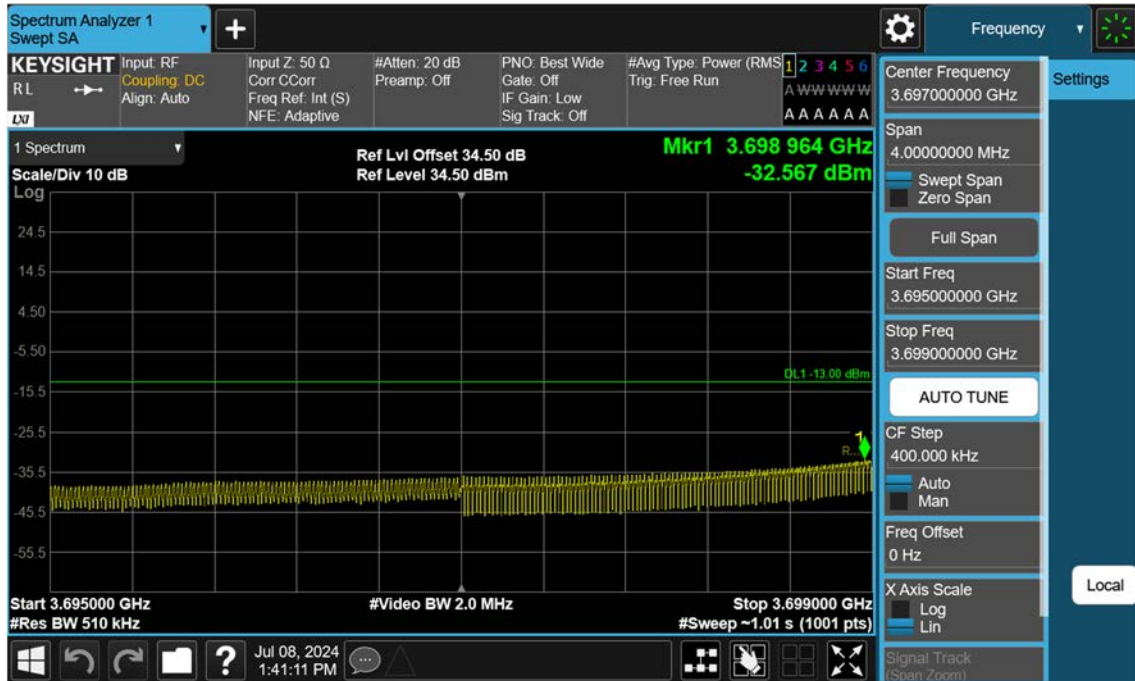 Spectrum Analyzer 1
Swept SA
Frequency
KEYSIGHT
RL
LXI
Input: RF
Coupling: DC
Align: Auto
Input Z: 50 Ω
Corr CCorr
Freq Ref: Int (S)
NFE: Adaptive
#Atten: 20 dB
Preamp: Off
PNO: Best Wide
Gate: Off
IF Gain: Low
Sig Track: Off
#Avg Type: Power (RMS
Trig: Free Run
1 2 3 4 5 6
A W W W W W
A A A A A A
1 Spectrum
Scale/Div 10 dB
Ref Lvl Offset 34.50 dB
Ref Level 34.50 dBm
Mkr1 3.698 964 GHz
-32.567 dBm
Log
24.5
14.5
4.50
-5.50
DL1 -13.00 dBm
-15.5
-25.5
1
R...
-35.5
-45.5
-55.5
Start 3.695000 GHz
#Video BW 2.0 MHz
Stop 3.699000 GHz
#Res BW 510 kHz
#Sweep ~1.01 s (1001 pts)
Jul 08, 2024
1:41:11 PM
Center Frequency
3.697000000 GHz
Span
4.00000000 MHz
Swept Span
Zero Span
Full Span
Start Freq
3.695000000 GHz
Stop Freq
3.699000000 GHz
AUTO TUNE
CF Step
400.000 kHz
Auto
Man
Freq Offset
0 Hz
X Axis Scale
Log
Lin
Signal Track
(Span Zoom)
Settings
Local